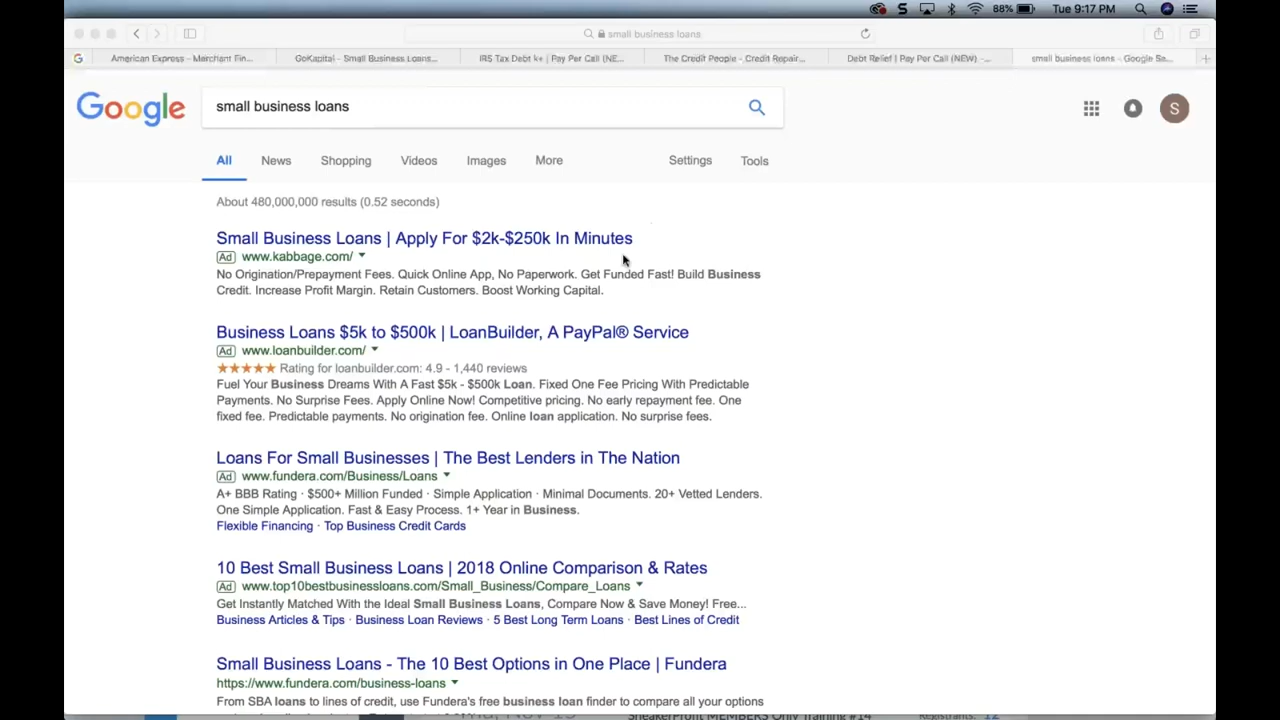 88% Tue 9:17 PM
small business loans
American Express – Merchant Fin...
GoKapital – Small Business Loans...
IRS Tax Debt ke | Pay Per Call (NE...
The Credit People - Credit Repair...
Debt Relief | Pay Per Call (NEW) -...
small business loans – Google Se...
Google
small business loans
S
All News Shopping Videos Images More Settings Tools
About 480,000,000 results (0.52 seconds)
Small Business Loans | Apply For $2k-$250k In Minutes
Ad www.kabbage.com/
No Origination/Prepayment Fees. Quick Online App, No Paperwork. Get Funded Fast! Build Business
Credit. Increase Profit Margin. Retain Customers. Boost Working Capital.
Business Loans $5k to $500k | LoanBuilder, A PayPal® Service
Ad www.loanbuilder.com/
Rating for loanbuilder.com: 4.9 - 1,440 reviews
Fuel Your Business Dreams With A Fast $5k - $500k Loan. Fixed One Fee Pricing With Predictable
Payments. No Surprise Fees. Apply Online Now! Competitive pricing. No early repayment fee. One
fixed fee. Predictable payments. No origination fee. Online loan application. No surprise fees.
Loans For Small Businesses | The Best Lenders in The Nation
Ad www.fundera.com/Business/Loans
A+ BBB Rating · $500+ Million Funded · Simple Application · Minimal Documents. 20+ Vetted Lenders.
One Simple Application. Fast & Easy Process. 1+ Year in Business.
Flexible Financing · Top Business Credit Cards
10 Best Small Business Loans | 2018 Online Comparison & Rates
Ad www.top10bestbusinessloans.com/Small_Business/Compare_Loans
Get Instantly Matched With the Ideal Small Business Loans, Compare Now & Save Money! Free...
Business Articles & Tips · Business Loan Reviews · 5 Best Long Term Loans · Best Lines of Credit
Small Business Loans - The 10 Best Options in One Place | Fundera
https://www.fundera.com/business-loans
From SBA loans to lines of credit, use Fundera's free business loan finder to compare all your options